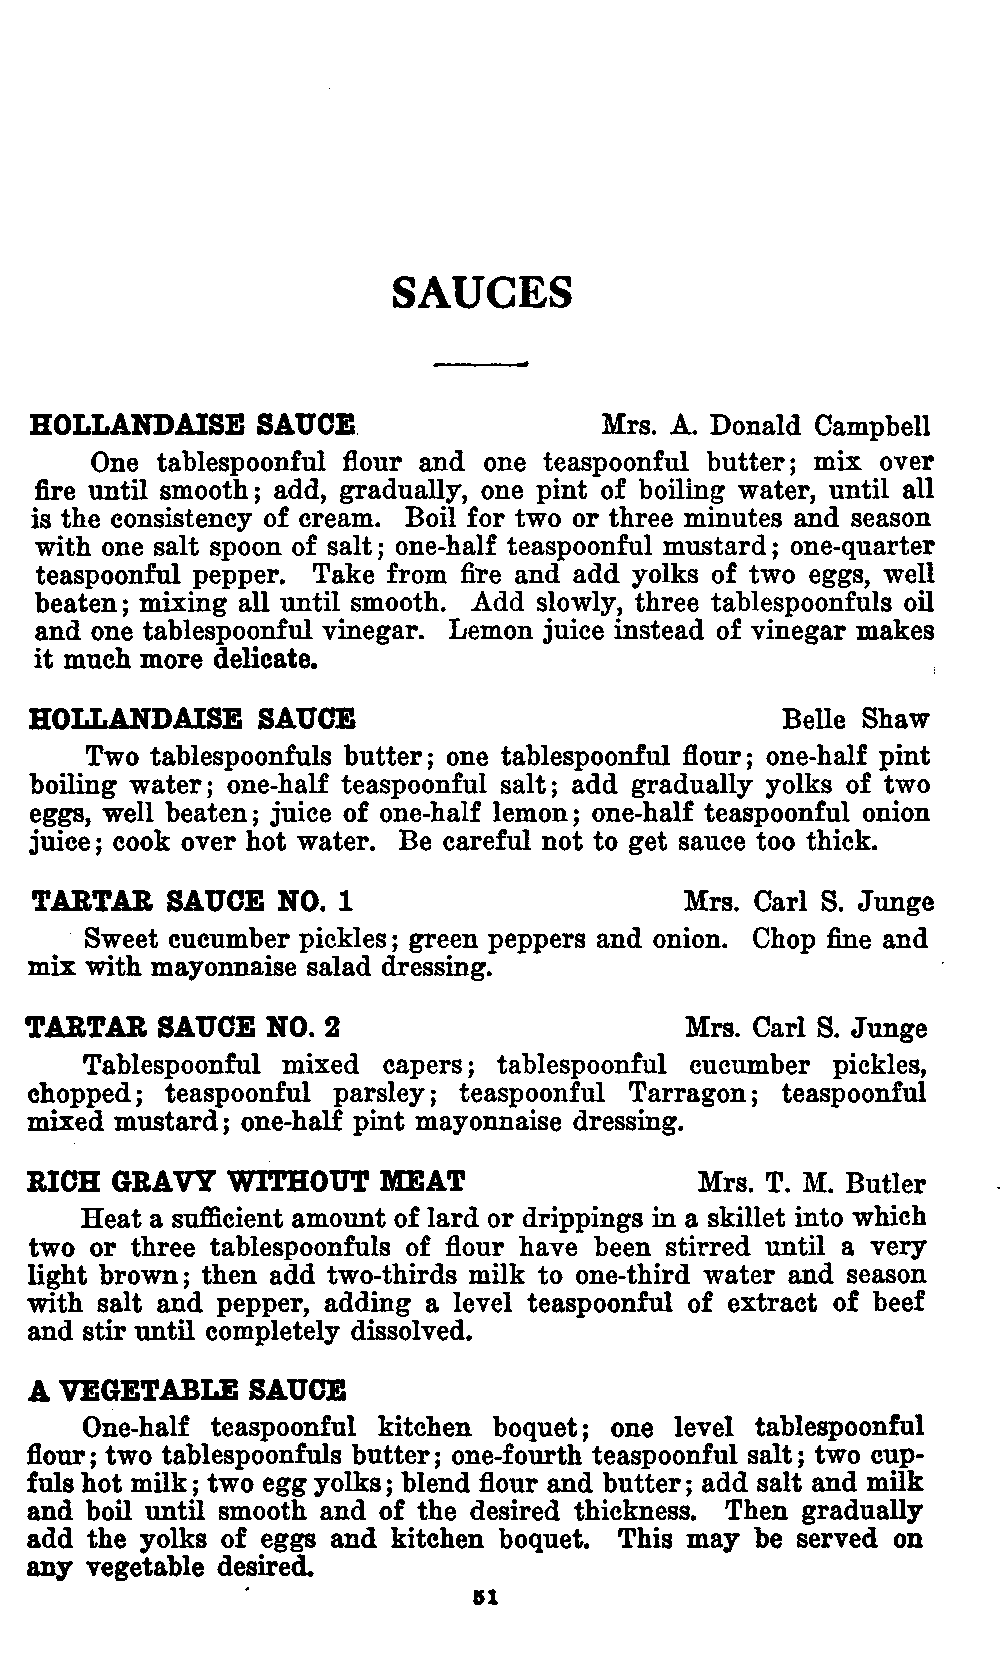 SAUCES
HOLLANDAISE SAUCE Mrs. A. Donald Campbell
One tablespoonful flour and one teaspoonful butter; mix over
fire until smooth; add, gradually, one pint of boiling water, until all
is the consistency of cream. Boil for two or three minutes and season
with one salt spoon of salt; one-half teaspoonful mustard; one-quarter
teaspoonful pepper. Take from fire and add yolks of two eggs, well
beaten; mixing all until smooth. Add slowly, three tablespoonfuls oil
and one tablespoonful vinegar. Lemon juice instead of vinegar makes
it much more delicate.
HOLLANDAISE SAUCE Belle Shaw
Two tablespoonfuls butter; one tablespoonful flour; one-half pint
boiling water; one-half teaspoonful salt; add gradually yolks of two
eggs, well beaten; juice of one-half lemon; one-half teaspoonful onion
juice; cook over hot water. Be careful not to get sauce too thick.
TARTAR SAUCE NO. 1 Mrs. Carl S. Junge
Sweet cucumber pickles; green peppers and onion. Chop fine and
mix with mayonnaise salad dressing.
TARTAR SAUCE NO. 2 Mrs. Carl S. Junge
Tablespoonful mixed capers; tablespoonful cucumber pickles,
chopped; teaspoonful parsley; teaspoonful Tarragon; teaspoonful
mixed mustard; one-half pint mayonnaise dressing.
RICH GRAVY WITHOUT MEAT Mrs. T. M. Butler
Heat a sufficient amount of lard or drippings in a skillet into which
two or three tablespoonfuls of flour have been stirred until a very
light brown; then add two-thirds milk to one-third water and season
with salt and pepper, adding a level teaspoonful of extract of beef
and stir until completely dissolved.
A VEGETABLE SAUCE
One-half teaspoonful kitchen boquet; one level tablespoonful
flour; two tablespoonfuls butter; one-fourth teaspoonful salt; two cup-
fuls hot milk; two egg yolks; blend flour and butter; add salt and milk
and boil until smooth and of the desired thickness. Then gradually
add the yolks of eggs and kitchen boquet. This may be served on
any vegetable desired.
51